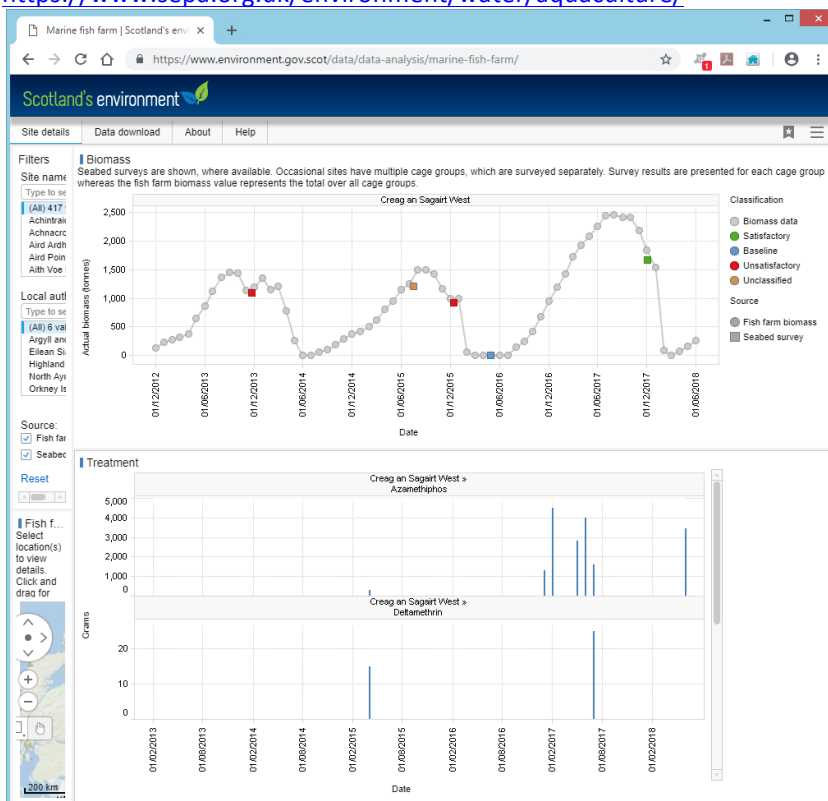 https://www.sepa.org.uk/environment/water/aquaculture/
Marine fish farm | Scotland's envi
https://www.environment.gov.scot/data/data-analysis/marine-fish-farm/
1
Scotland's environment
Site details Data download About Help
Filters
Site name
Type to se
(All) 417
Achintraid
Achnacro
Aird Ardh
Aird Poin
Aith Voe
Local auth
Type to se
(All) 6 val
Argyll and
Eilean Si
Highland
North Ayr
Orkney Is
Source:
Fish far
Seabed
Reset
Fish f...
Select
location(s)
to view
details.
Click and
drag for
200 km
Biomass
Seabed surveys are shown, where available. Occasional sites have multiple cage groups, which are surveyed separately. Survey results are presented for each cage group
whereas the fish farm biomass value represents the total over all cage groups.
Creag an Sagairt West
Actual biomass (tonnes)
2,500
2,000
1,500
1,000
500
0
01/12/2012 01/06/2013 01/12/2013 01/06/2014 01/12/2014 01/06/2015 01/12/2015 01/06/2016 01/12/2016 01/06/2017 01/12/2017 01/06/2018
Date
Classification
Biomass data
Satisfactory
Baseline
Unsatisfactory
Unclassified
Source
Fish farm biomass
Seabed survey
Treatment
Creag an Sagairt West »
Azamethiphos
5,000
4,000
3,000
2,000
1,000
0
Grams
Creag an Sagairt West »
Deltamethrin
20
10
0
01/02/2013 01/08/2013 01/02/2014 01/08/2014 01/02/2015 01/08/2015 01/02/2016 01/08/2016 01/02/2017 01/08/2017 01/02/2018
Date